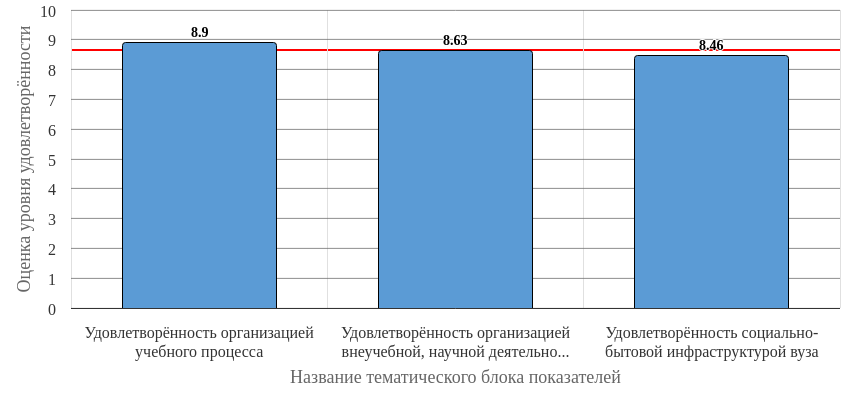 10
9
8
7
6
5
4
3
2
1
0
Оценка уровня удовлетворённости
8.9
8.63
8.46
Удовлетворённость организацией
учебного процесса
Удовлетворённость организацией
внеучебной, научной деятельно...
Удовлетворённость социально-
бытовой инфраструктурой вуза
Название тематического блока показателей